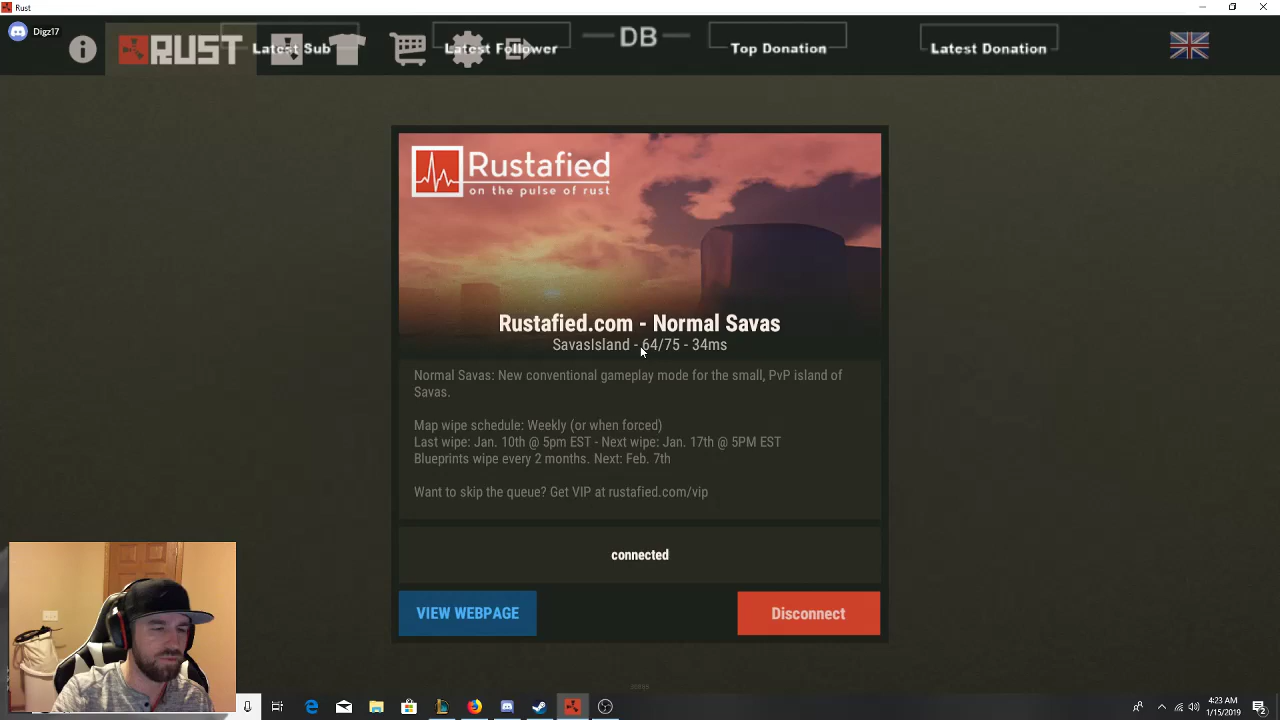 Rust
Digz17
RUST
Latest Sub
Latest Follower
DB
Top Donation
Latest Donation
Rustafied
on the pulse of rust
Rustafied.com - Normal Savas
SavasIsland - 64/75 - 34ms
Normal Savas: New conventional gameplay mode for the small, PvP island of
Savas.
Map wipe schedule: Weekly (or when forced)
Last wipe: Jan. 10th @ 5pm EST - Next wipe: Jan. 17th @ 5PM EST
Blueprints wipe every 2 months. Next: Feb. 7th
Want to skip the queue? Get VIP at rustafied.com/vip
connected
VIEW WEBPAGE
Disconnect
4:23 AM
1/15/2019
2